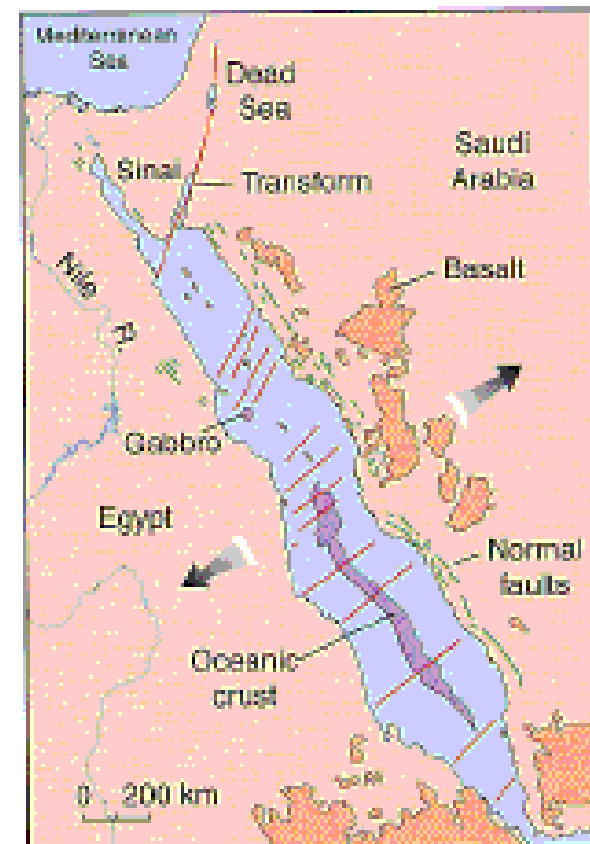 Mediterranean
Sea
Dead
Sea
Saudi
Arabia
Sinai
Transform
Nile
R.
Basalt
Gabbro
Egypt
Normal
faults
Oceanic
crust
0 200 km